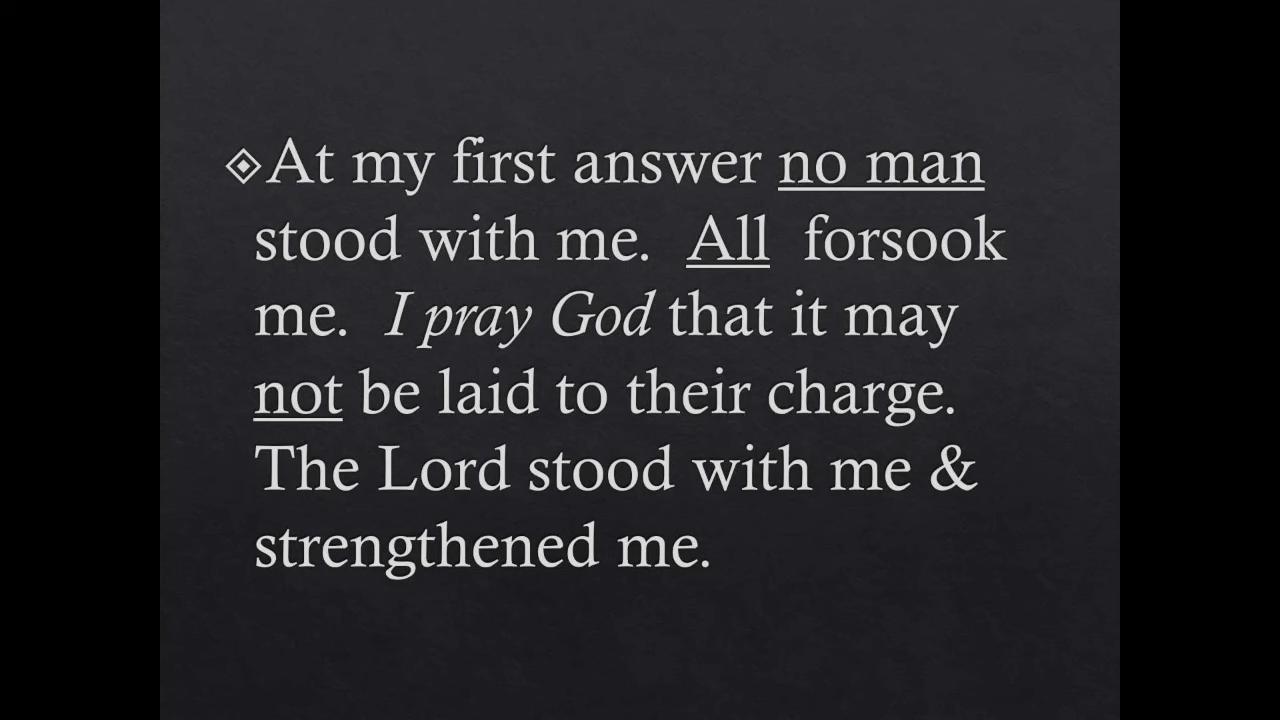 At my first answer no man
stood with me. All forsook
me. I pray God that it may
not be laid to their charge.
The Lord stood with me &
strengthened me.